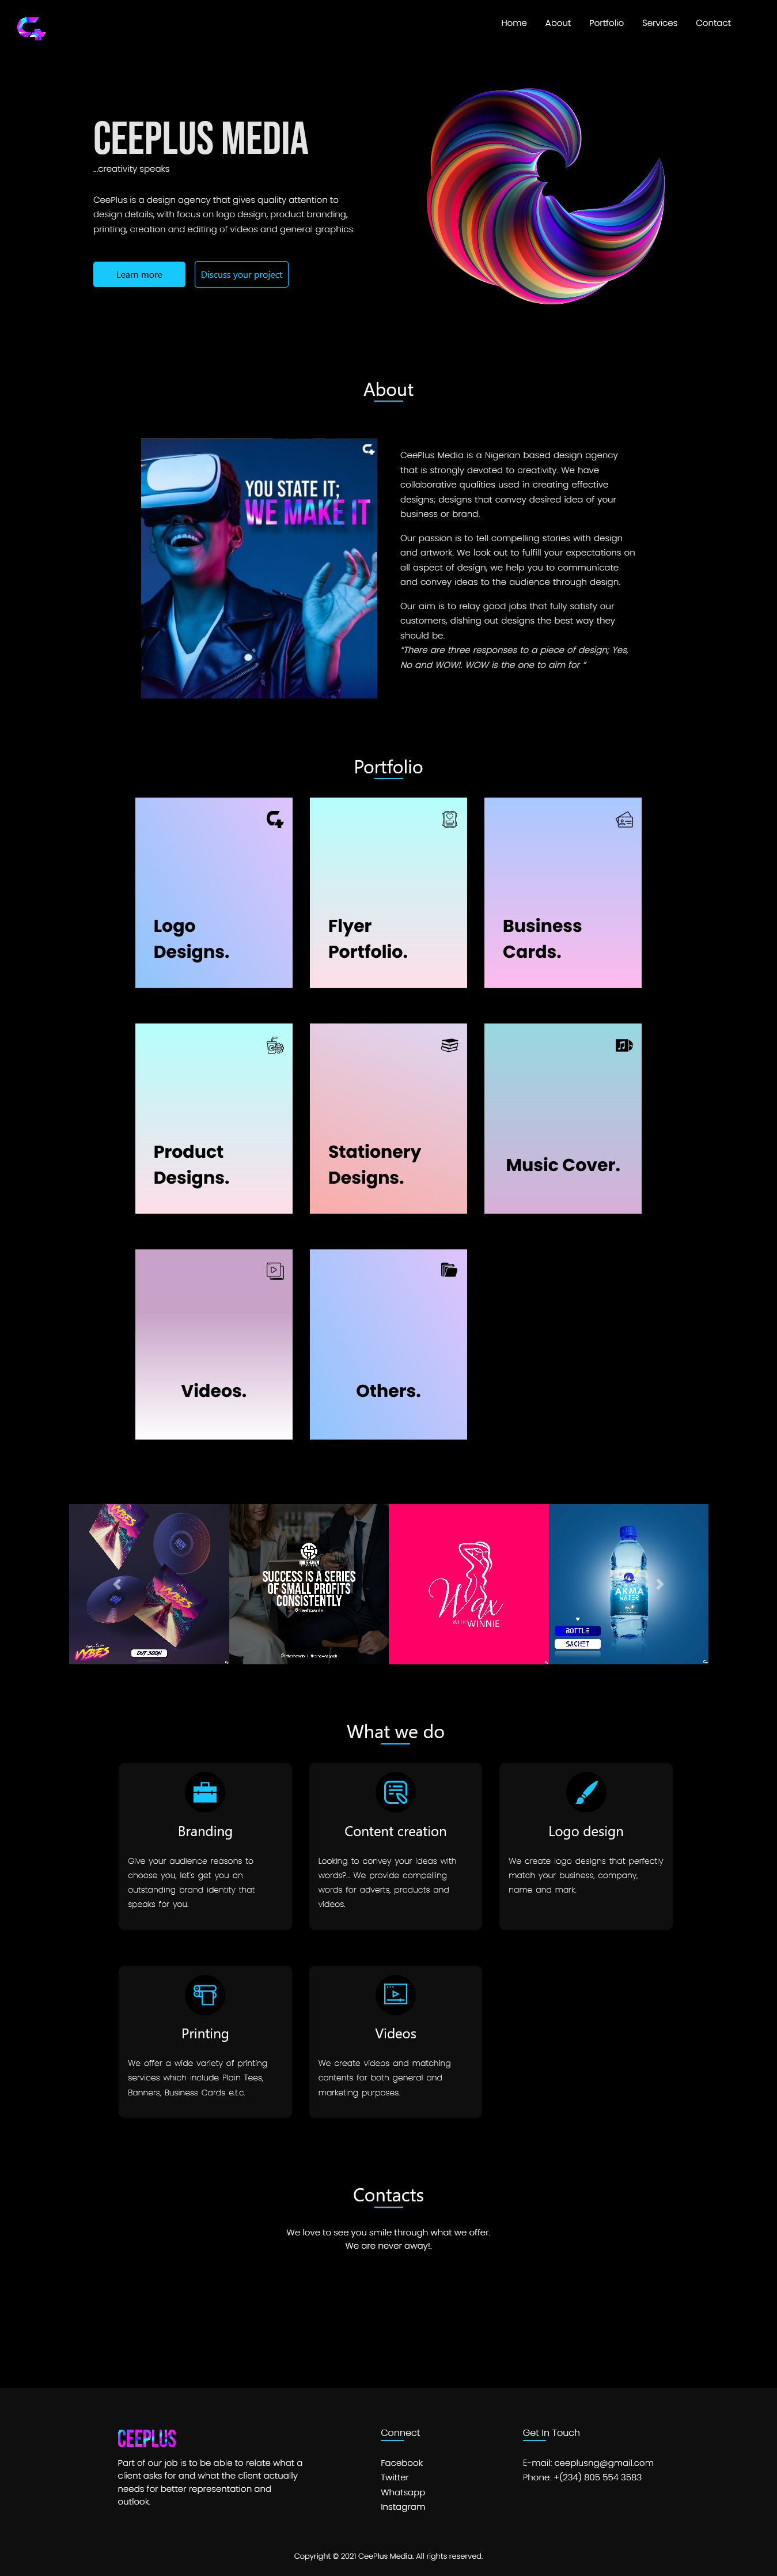 Home About Portfolio Services Contact
CEEPLUS MEDIA
...creativity speaks
CeePlus is a design agency that gives quality attention to
design details, with focus on logo design, product branding,
printing, creation and editing of videos and general graphics.
Learn more
Discuss your project
About
YOU STATE IT;
WE MAKE IT
CeePlus Media is a Nigerian based design agency
that is strongly devoted to creativity. We have
collaborative qualities used in creating effective
designs; designs that convey desired idea of your
business or brand.
Our passion is to tell compelling stories with design
and artwork. We look out to fulfill your expectations on
all aspect of design, we help you to communicate
and convey ideas to the audience through design.
Our aim is to relay good jobs that fully satisfy our
customers, dishing out designs the best way they
should be.
“There are three responses to a piece of design; Yes,
No and WOW!. WOW is the one to aim for ”
Portfolio
Logo
Designs.
Flyer
Portfolio.
Business
Cards.
Product
Designs.
Stationery
Designs.
Music Cover.
Videos.
Others.
VYBES
VYBES
VYBES
OUT SOON
SUCCESS IS A SERIES
OF SMALL PROFITS
CONSISTENTLY
Wax
WITH WINNIE
AKMA
WATER
BOTTLE
SACHET
What we do
Branding
Give your audience reasons to
choose you, let's get you an
outstanding brand identity that
speaks for you.
Content creation
Looking to convey your ideas with
words?... We provide compelling
words for adverts, products and
videos.
Logo design
We create logo designs that perfectly
match your business, company,
name and mark.
Printing
We offer a wide variety of printing
services which include Plain Tees,
Banners, Business Cards e.t.c.
Videos
We create videos and matching
contents for both general and
marketing purposes.
Contacts
We love to see you smile through what we offer.
We are never away!.
CEEPLUS
Part of our job is to be able to relate what a
client asks for and what the client actually
needs for better representation and
outlook.
Connect
Facebook
Twitter
Whatsapp
Instagram
Get In Touch
E-mail: ceeplusng@gmail.com
Phone: +(234) 805 554 3583
Copyright © 2021 CeePlus Media. All rights reserved.